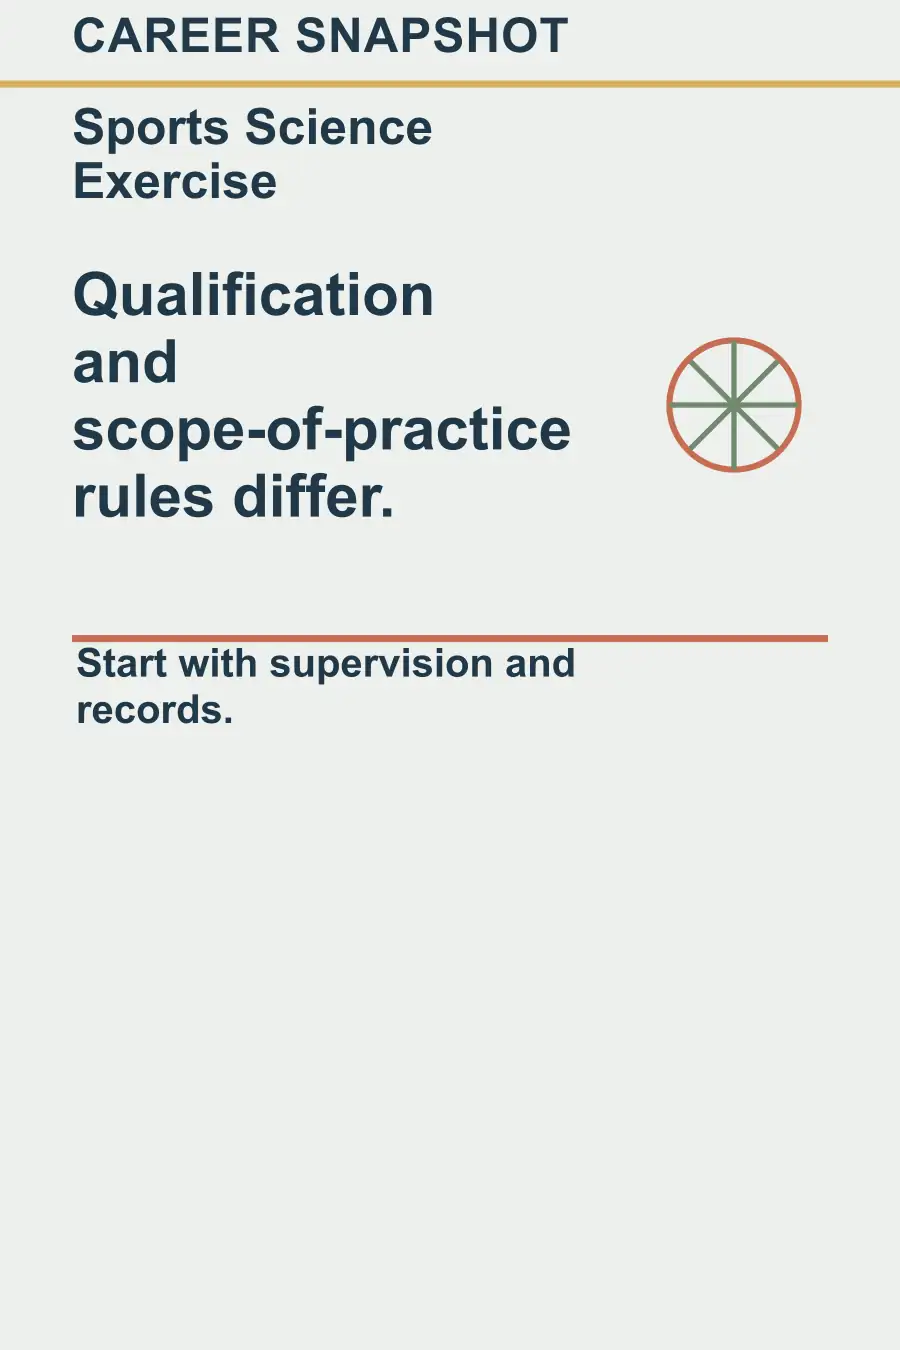 CAREER SNAPSHOT
Sports Science
Exercise
Qualification
and
scope-of-practice
rules differ.
Start with supervision and
records.